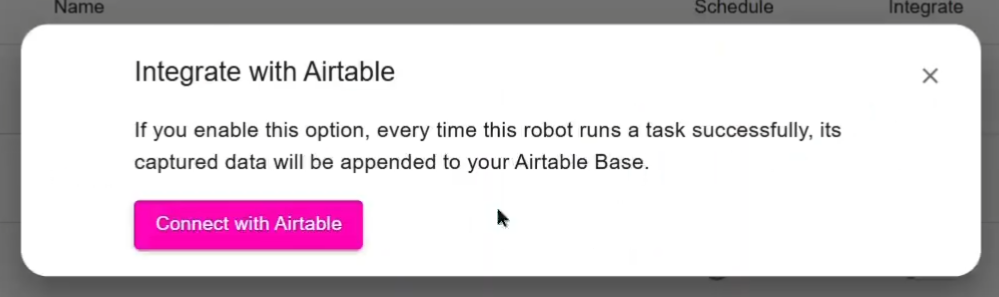 Name Schedule Integrate
Integrate with Airtable
If you enable this option, every time this robot runs a task successfully, its
captured data will be appended to your Airtable Base.
Connect with Airtable